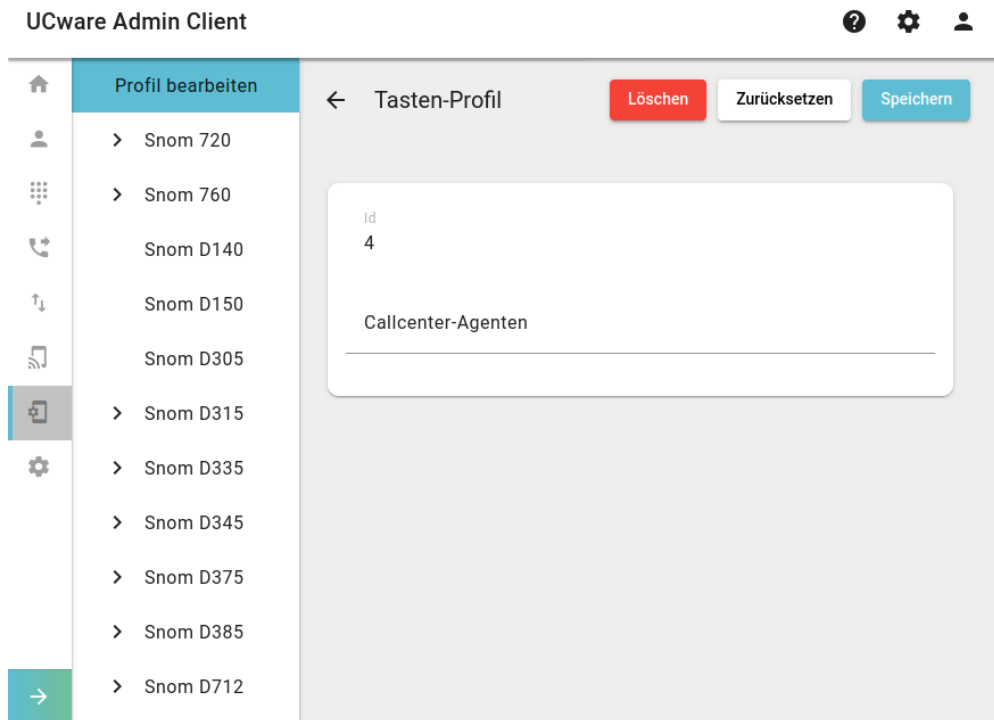 UCware Admin Client
Profil bearbeiten
Snom 720
Snom 760
Snom D140
Snom D150
Snom D305
Snom D315
Snom D335
Snom D345
Snom D375
Snom D385
Snom D712
Tasten-Profil
Löschen
Zurücksetzen
Speichern
Id
4
Callcenter-Agenten